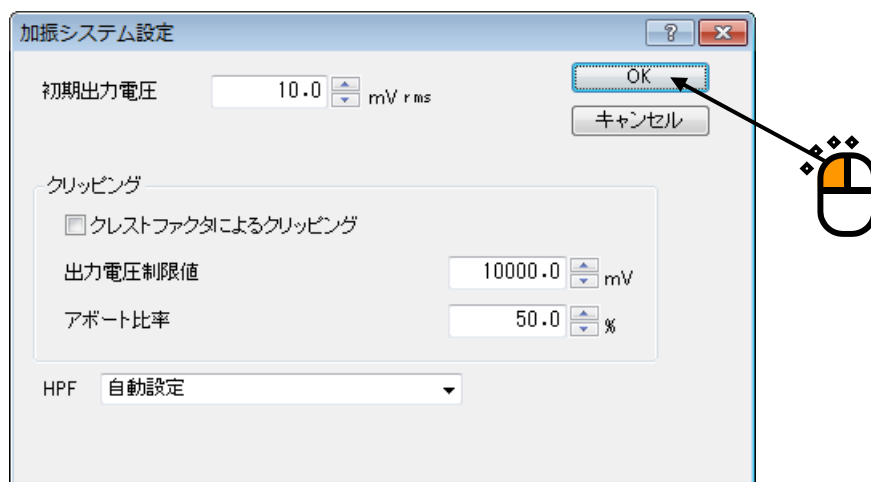 加振システム設定
初期出力電圧 10.0 mV rms
OK
キャンセル
クリッピング
クレストファクタによるクリッピング
出力電圧制限値 10000.0 mV
アボート比率 50.0 %
HPF 自動設定